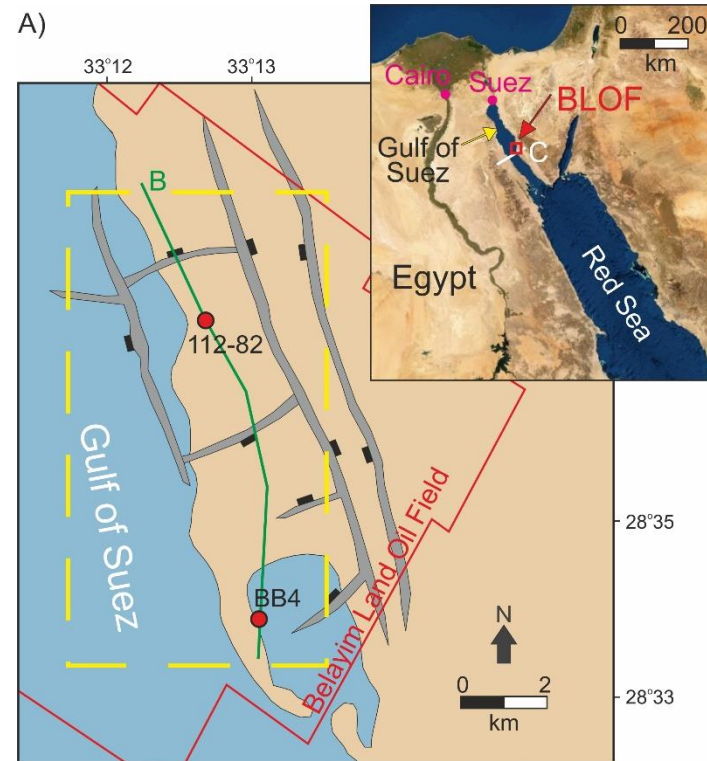 A)
33°12
33°13
B
112-82
Gulf of Suez
BB4
Belayim Land Oil Field
N
0 2
km
28°35
28°33
0 200
km
Cairo
Suez
BLOF
Gulf of
Suez
C
Egypt
Red Sea